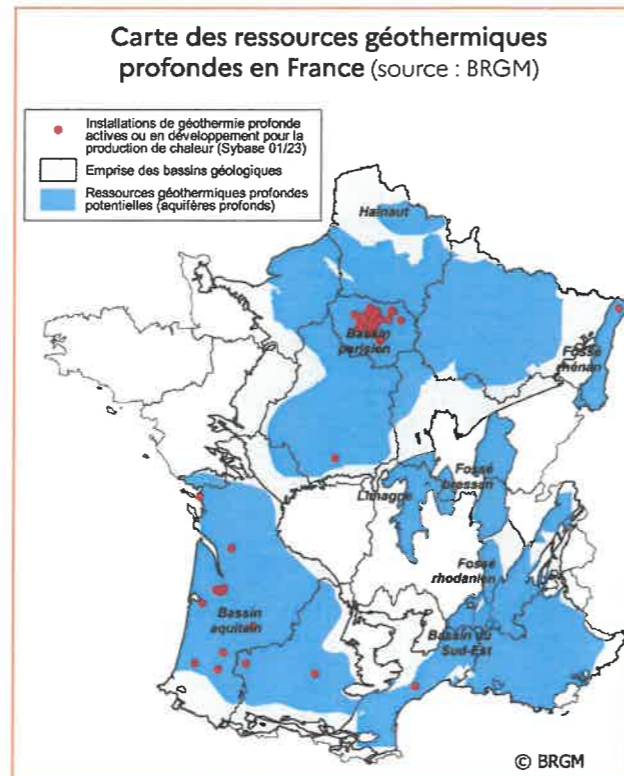 Carte des ressources géothermiques
profondes en France (source : BRGM)
Installations de géothermie profonde
actives ou en développement pour la
production de chaleur (Sybase 01/23)
Emprise des bassins géologiques
Ressources géothermiques profondes
potentielles (aquifères profonds)
Hainaut
Bassin
parisien
Fossé
rhénan
Fossé
bressan
Limagne
Fossé
rhodanien
Bassin
aquitain
Bassin du
Sud-Est
© BRGM